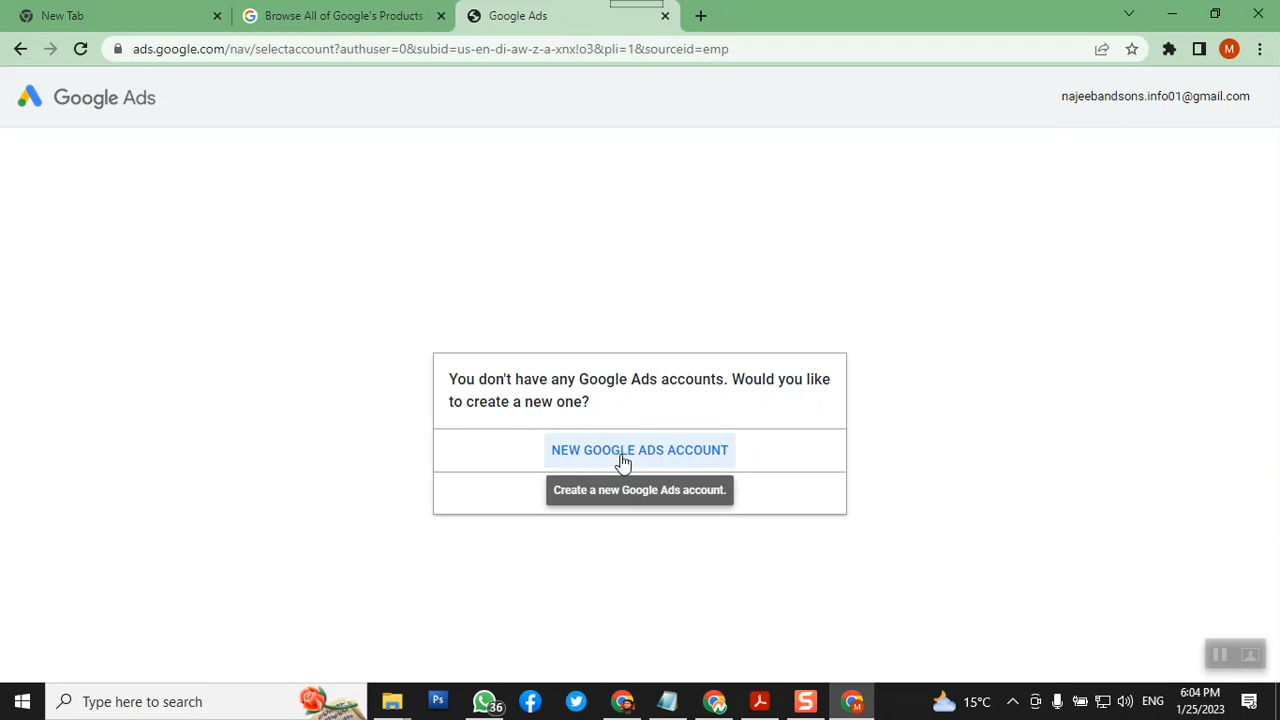 New Tab
Browse All of Google's Products
Google Ads
ads.google.com/nav/selectaccount?authuser=0&subid=us-en-di-aw-z-a-xnx!o3&pli=1&sourceid=emp
M
Google Ads
najeebandsons.info01@gmail.com
You don't have any Google Ads accounts. Would you like
to create a new one?
NEW GOOGLE ADS ACCOUNT
Create a new Google Ads account.
Type here to search
Ps
36
S
M
15°C
ENG
6:04 PM
1/25/2023